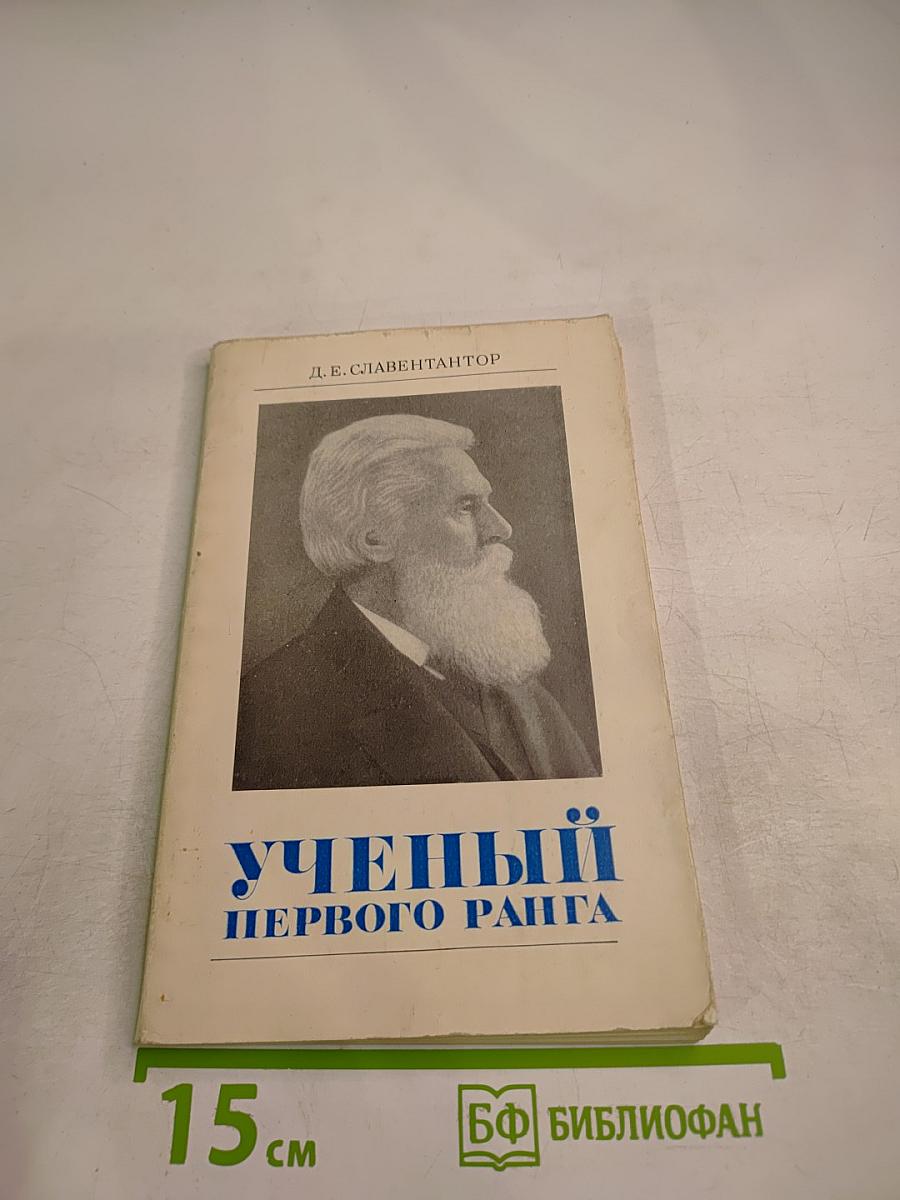 Д. Е. СЛАВЕНТАНТОР
УЧЕНЫЙ
ПЕРВОГО РАНГА
15 см
БФ БИБЛИОФАН